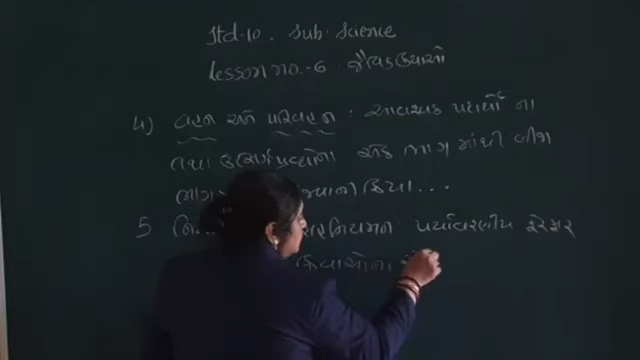 Std-10. Sub: Science
Lesson no.-6 જૈવિક ક્રિયાઓ
4) વહન અને પરિવહન : આવશ્યક પદાર્થો ના
તથા ઉત્સર્ગ પદાર્થોના એક ભાગ માંથી બીજા
ક્રિયા ...
5 નિયમન: પર્યાવરણીય ફેરફાર
ક્રિયાઓના